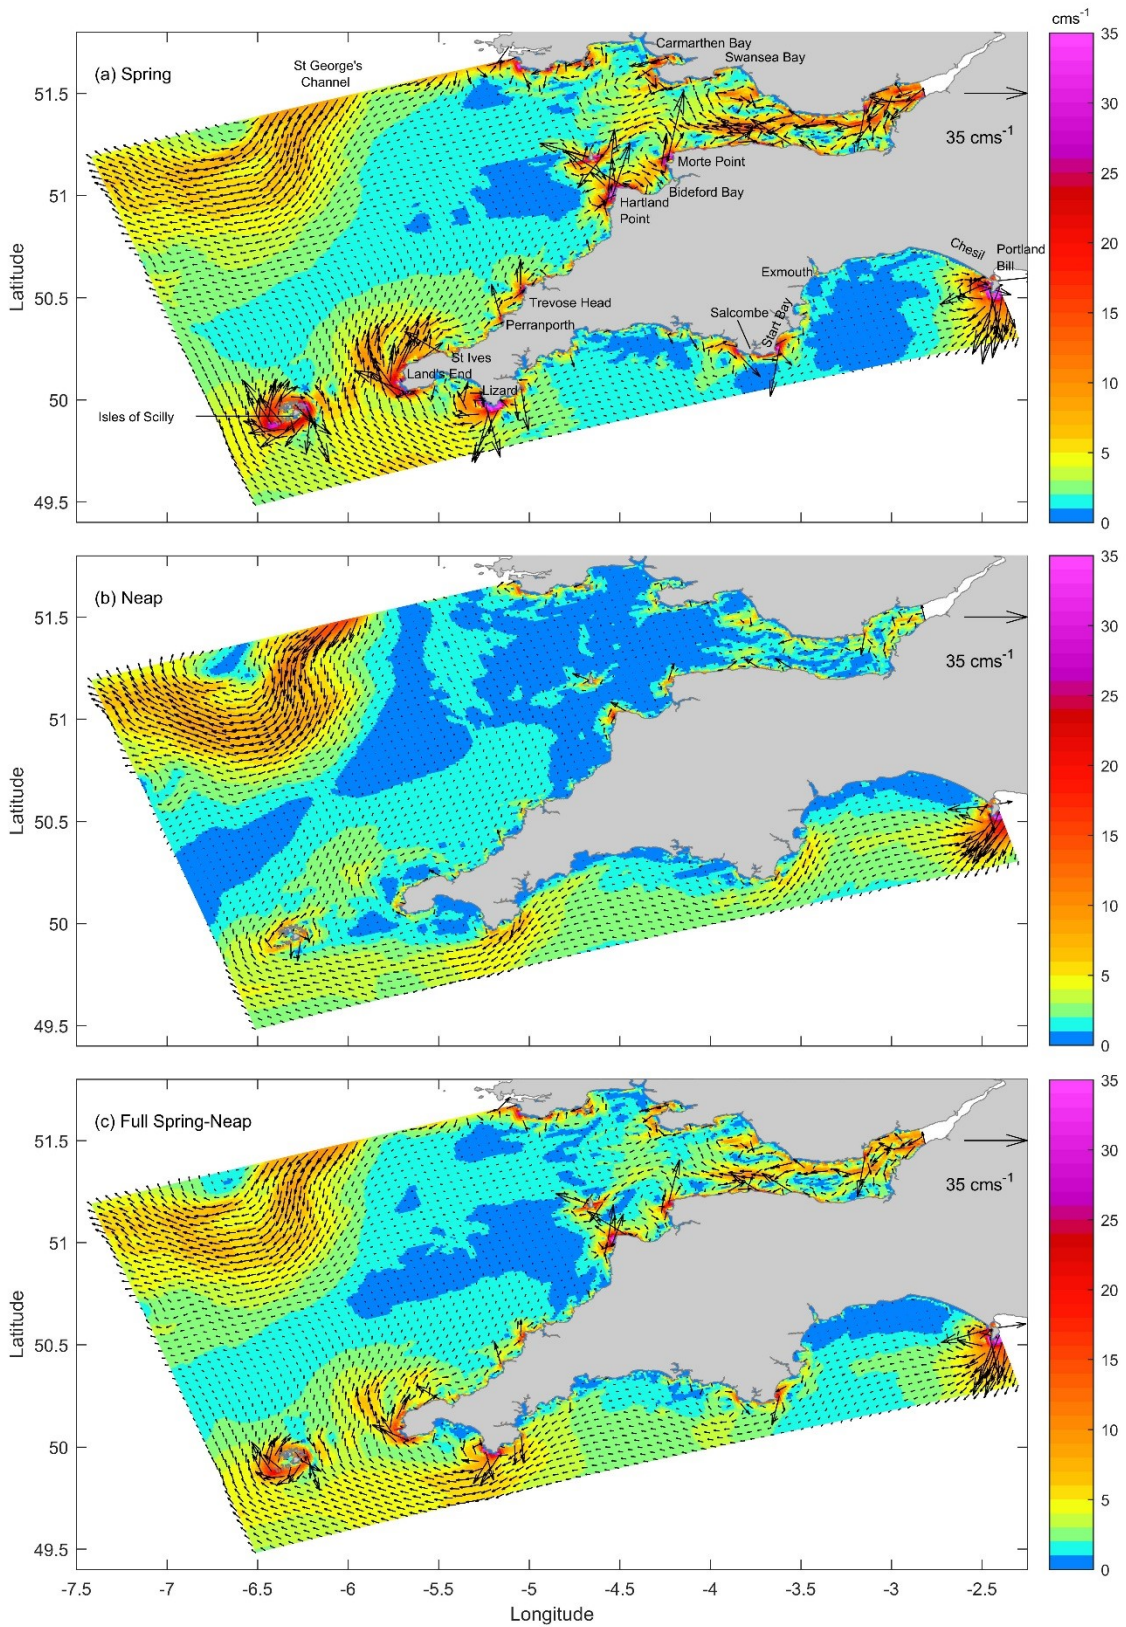 cms-1
(a) Spring
St George's
Channel
Carmarthen Bay
Swansea Bay
35 cms-1
Morte Point
Bideford Bay
Hartland
Point
Chesil
Portland
Bill
Exmouth
Trevose Head
Salcombe
Start Bay
Perranporth
St Ives
Land's End
Lizard
Isles of Scilly
Latitude
51.5
51
50.5
50
49.5
35
30
25
20
15
10
5
0
(b) Neap
35 cms-1
Latitude
51.5
51
50.5
50
49.5
35
30
25
20
15
10
5
0
(c) Full Spring-Neap
35 cms-1
Latitude
51.5
51
50.5
50
49.5
35
30
25
20
15
10
5
0
-7.5 -7 -6.5 -6 -5.5 -5 -4.5 -4 -3.5 -3 -2.5
Longitude